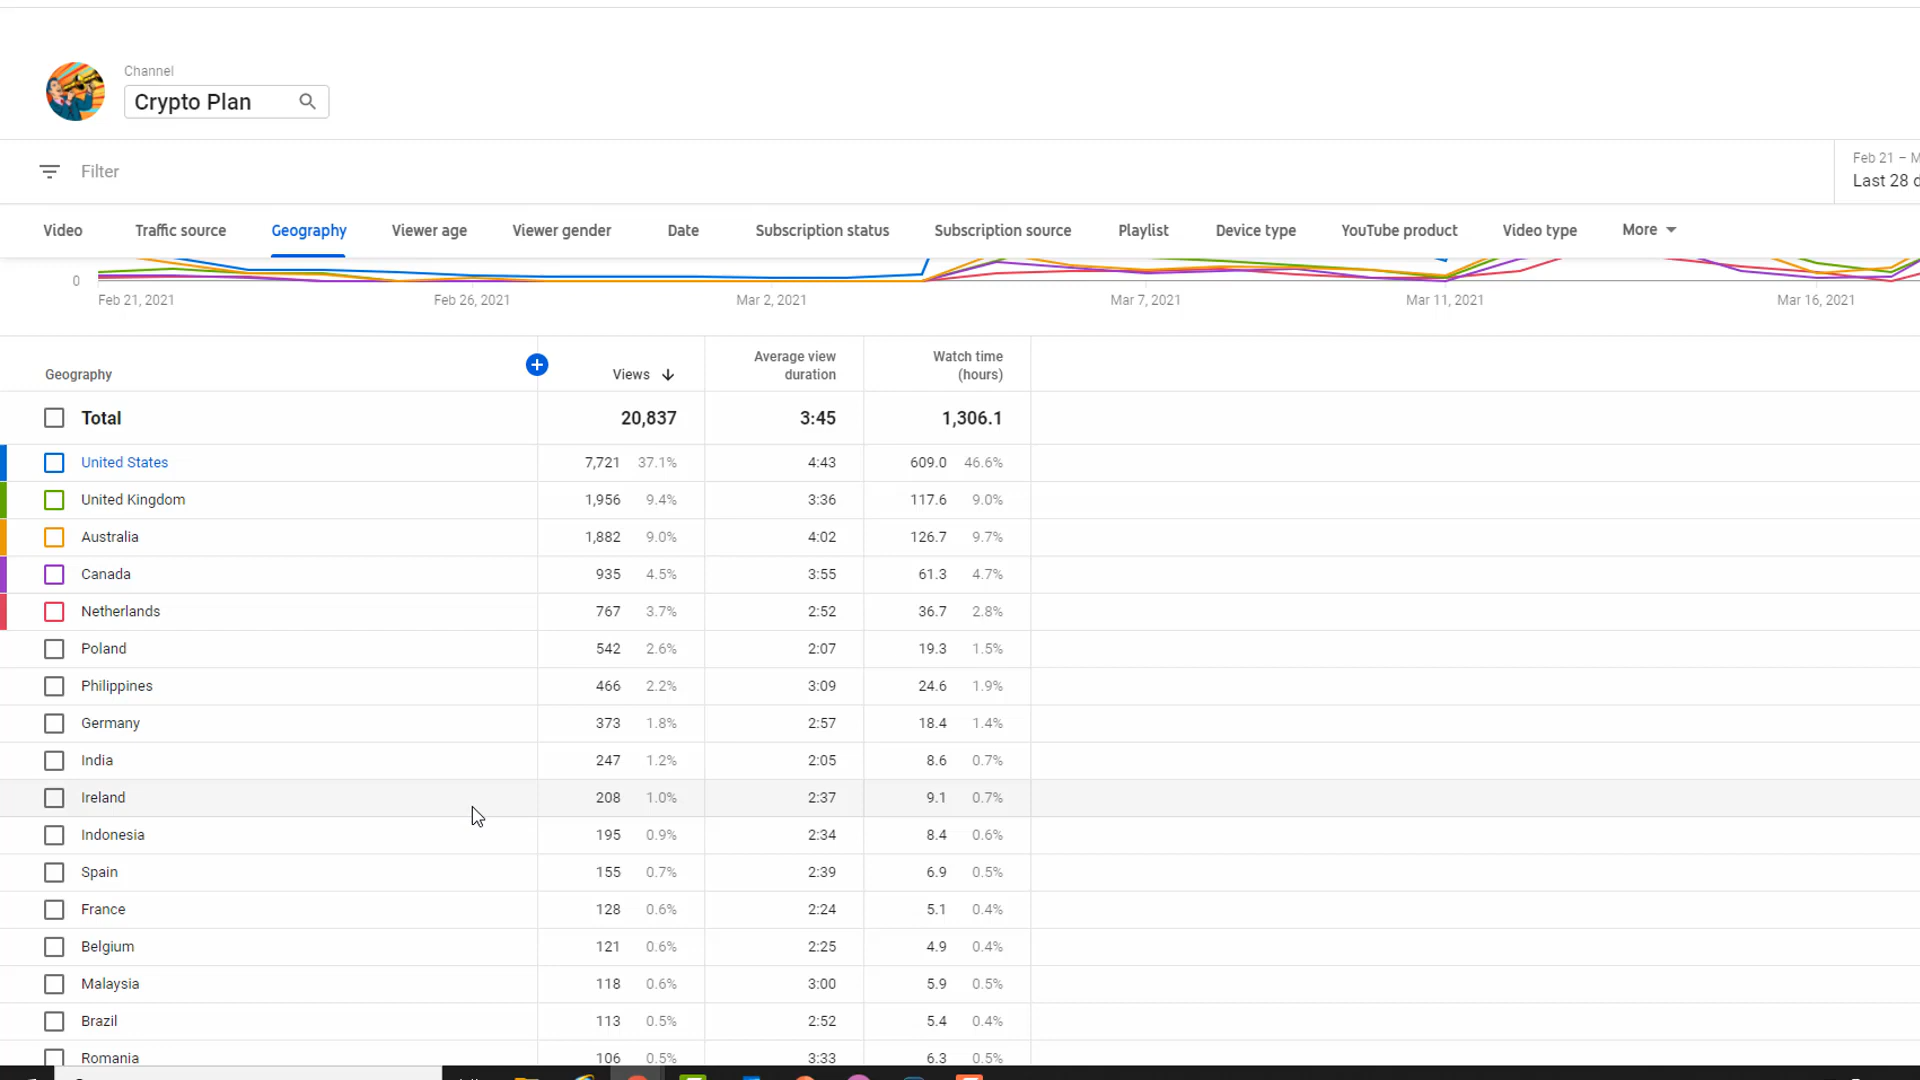 Channel
Crypto Plan
Filter
Feb 21 – M
Last 28 d
Video Traffic source Geography Viewer age Viewer gender Date Subscription status Subscription source Playlist Device type YouTube product Video type More
0
Feb 21, 2021 Feb 26, 2021 Mar 2, 2021 Mar 7, 2021 Mar 11, 2021 Mar 16, 2021
Geography Views Average view duration Watch time (hours)
Total 20,837 3:45 1,306.1
United States 7,721 37.1% 4:43 609.0 46.6%
United Kingdom 1,956 9.4% 3:36 117.6 9.0%
Australia 1,882 9.0% 4:02 126.7 9.7%
Canada 935 4.5% 3:55 61.3 4.7%
Netherlands 767 3.7% 2:52 36.7 2.8%
Poland 542 2.6% 2:07 19.3 1.5%
Philippines 466 2.2% 3:09 24.6 1.9%
Germany 373 1.8% 2:57 18.4 1.4%
India 247 1.2% 2:05 8.6 0.7%
Ireland 208 1.0% 2:37 9.1 0.7%
Indonesia 195 0.9% 2:34 8.4 0.6%
Spain 155 0.7% 2:39 6.9 0.5%
France 128 0.6% 2:24 5.1 0.4%
Belgium 121 0.6% 2:25 4.9 0.4%
Malaysia 118 0.6% 3:00 5.9 0.5%
Brazil 113 0.5% 2:52 5.4 0.4%
Romania 106 0.5% 3:33 6.3 0.5%